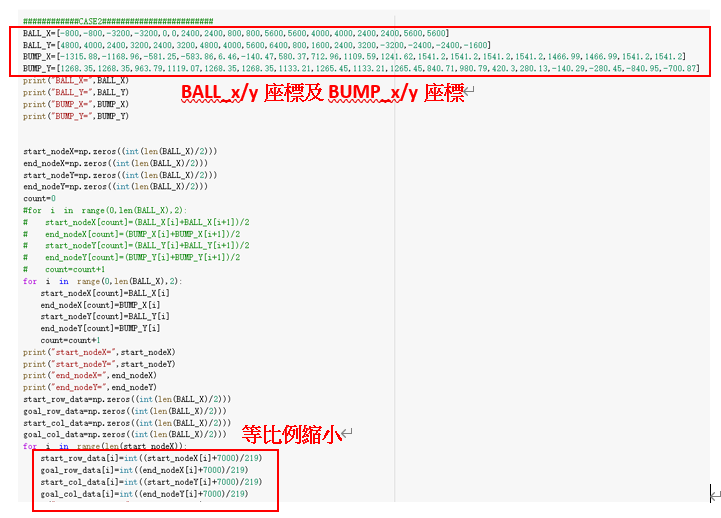 ############CASE2########################
BALL_X=[-800,-800,-3200,-3200,0,0,2400,2400,800,800,5600,5600,4000,4000,2400,2400,5600,5600]
BALL_Y=[4800,4000,2400,3200,2400,3200,4800,4000,5600,6400,800,1600,2400,3200,-3200,-2400,-2400,-1600]
BUMP_X=[-1315.88,-1168.96,-581.25,-583.86,6.46,-140.47,580.37,712.96,1109.59,1241.62,1541.2,1541.2,1541.2,1541.2,1466.99,1466.99,1541.2,1541.2]
BUMP_Y=[1268.35,1268.35,963.79,1119.07,1268.35,1268.35,1133.21,1265.45,1133.21,1265.45,840.71,980.79,420.3,280.13,-140.29,-280.45,-840.95,-700.87]
print("BALL_X=",BALL_X)
print("BALL_Y=",BALL_Y)
print("BUMP_X=",BUMP_X)
print("BUMP_Y=",BUMP_Y)
BALL_x/y 座標及 BUMP_x/y 座標
start_nodeX=np.zeros((int(len(BALL_X)/2)))
end_nodeX=np.zeros((int(len(BALL_X)/2)))
start_nodeY=np.zeros((int(len(BALL_X)/2)))
end_nodeY=np.zeros((int(len(BALL_X)/2)))
count=0
#for i in range(0,len(BALL_X),2):
#    start_nodeX[count]=(BALL_X[i]+BALL_X[i+1])/2
#    end_nodeX[count]=(BUMP_X[i]+BUMP_X[i+1])/2
#    start_nodeY[count]=(BALL_Y[i]+BALL_Y[i+1])/2
#    end_nodeY[count]=(BUMP_Y[i]+BUMP_Y[i+1])/2
#    count=count+1
for i in range(0,len(BALL_X),2):
    start_nodeX[count]=BALL_X[i]
    end_nodeX[count]=BUMP_X[i]
    start_nodeY[count]=BALL_Y[i]
    end_nodeY[count]=BUMP_Y[i]
    count=count+1
print("start_nodeX=",start_nodeX)
print("start_nodeY=",start_nodeY)
print("end_nodeX=",end_nodeX)
print("end_nodeY=",end_nodeY)
start_row_data=np.zeros((int(len(BALL_X)/2)))
goal_row_data=np.zeros((int(len(BALL_X)/2)))
start_col_data=np.zeros((int(len(BALL_X)/2)))
goal_col_data=np.zeros((int(len(BALL_X)/2)))
等比例縮小
for i in range(len(start_nodeX)):
    start_row_data[i]=int((start_nodeX[i]+7000)/219)
    goal_row_data[i]=int((end_nodeX[i]+7000)/219)
    start_col_data[i]=int((start_nodeY[i]+7000)/219)
    goal_col_data[i]=int((end_nodeY[i]+7000)/219)